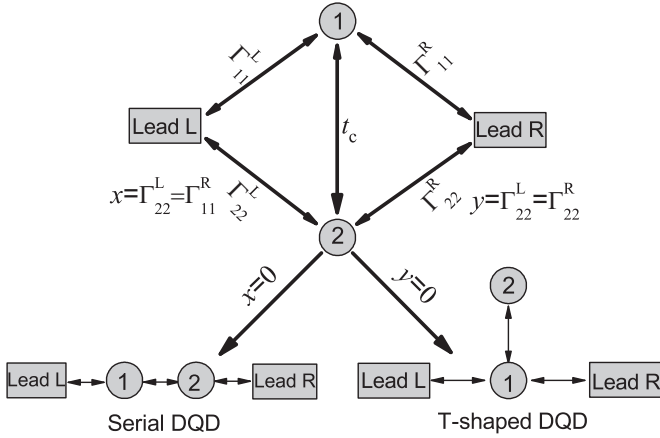 1
Γ^L_11
Γ^R_11
Lead L
t_c
Lead R
x=Γ^L_22=Γ^R_11
Γ^L_22
Γ^R_22
y=Γ^L_22=Γ^R_22
2
x=0
y=0
2
Lead L
1
2
Lead R
Lead L
1
Lead R
Serial DQD
T-shaped DQD